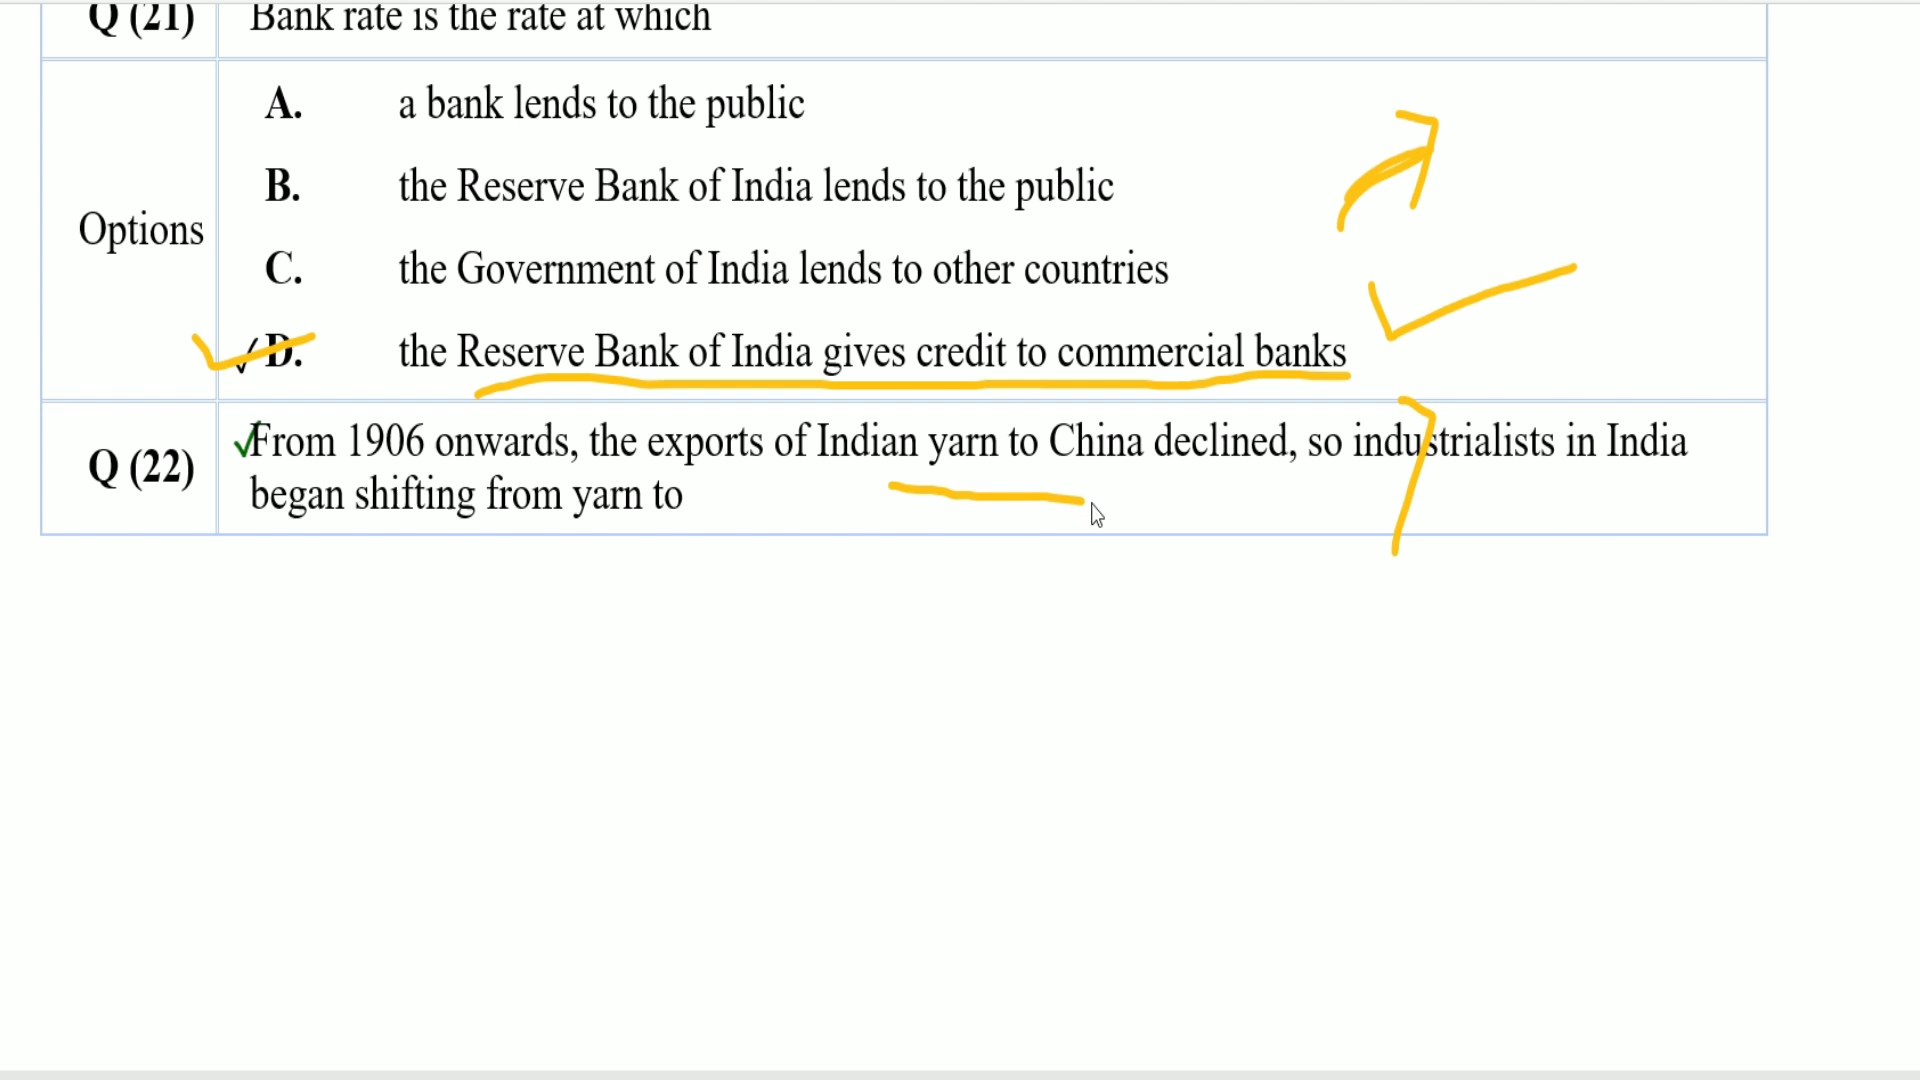 Q (21) Bank rate is the rate at which
A. a bank lends to the public
B. the Reserve Bank of India lends to the public
Options
C. the Government of India lends to other countries
D. the Reserve Bank of India gives credit to commercial banks
Q (22) From 1906 onwards, the exports of Indian yarn to China declined, so industrialists in India
began shifting from yarn to